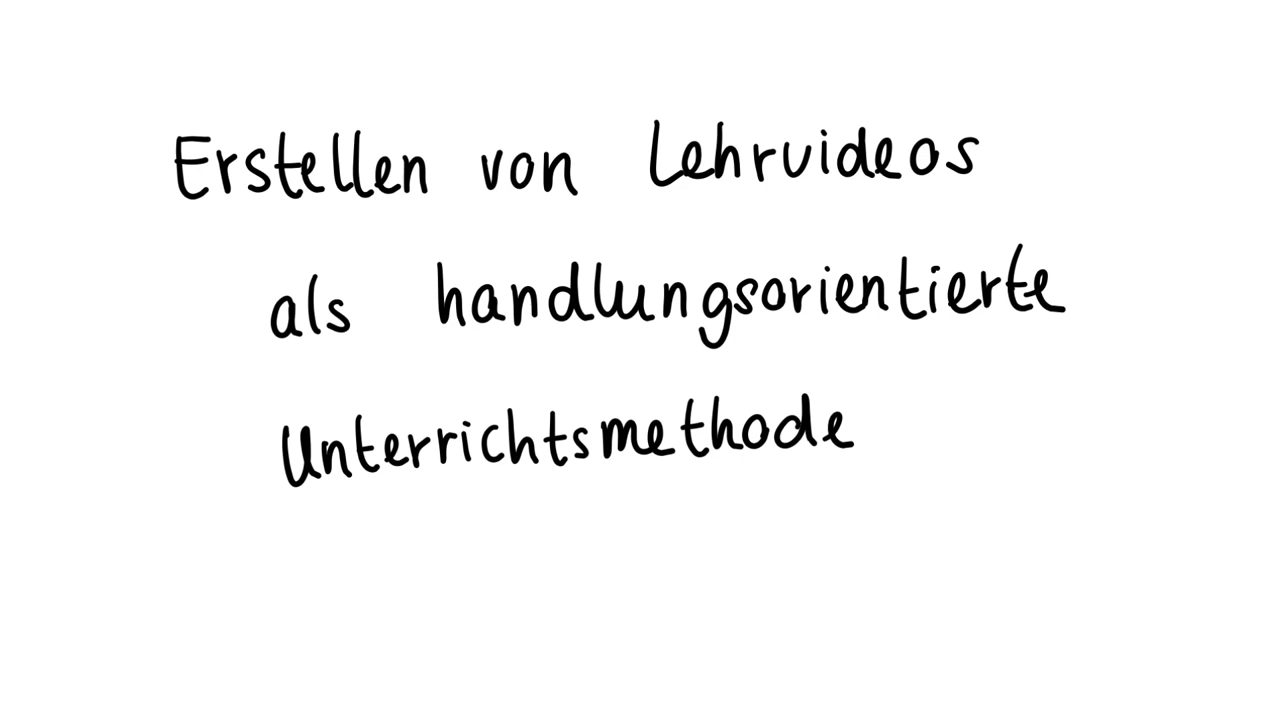 Erstellen von Lehrvideos
als handlungsorientierte
Unterrichtsmethode